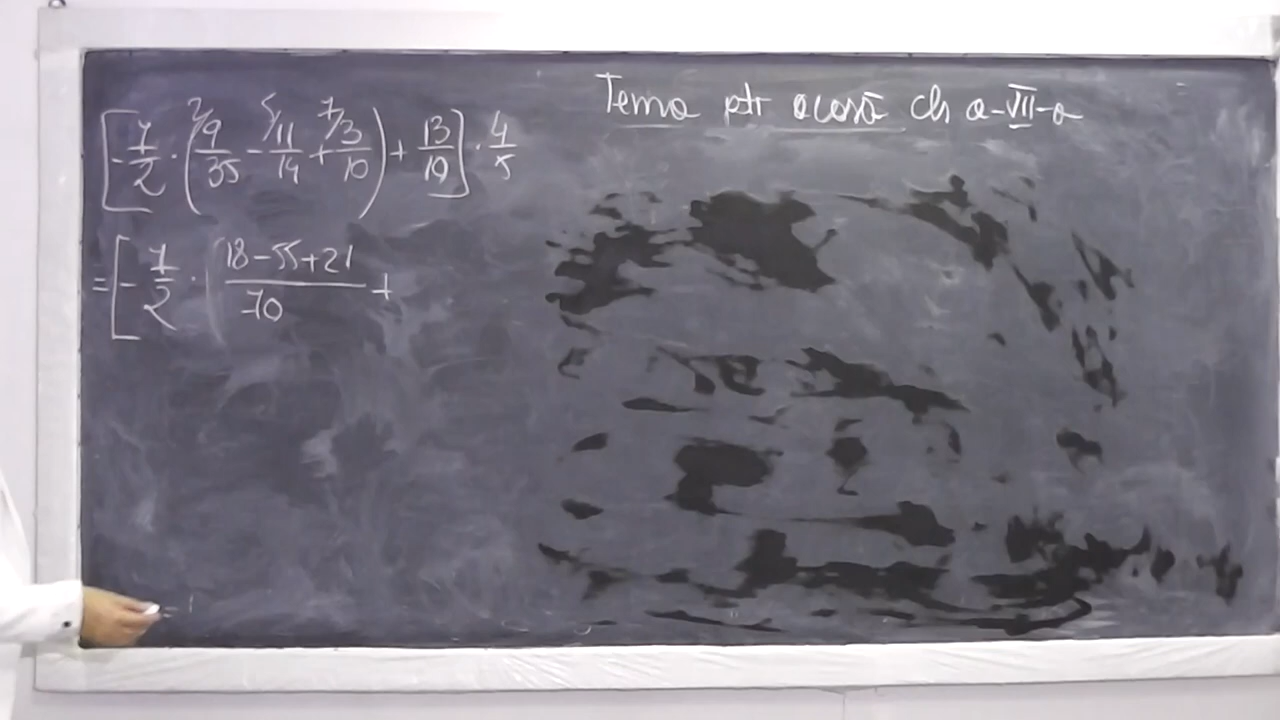 Tema ptr acasă cls a-VII-a
[-7/2 · (²⁾9/35 - ⁵⁾11/14 + ⁷⁾3/10) + 13/19] · 4/5
= [-7/2 · (18-55+21/70 +